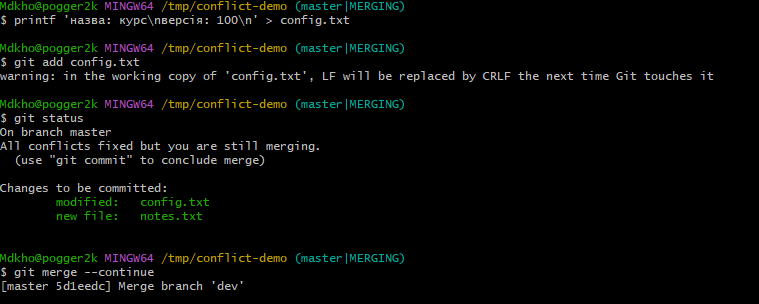 Mdkho@pogger2k MINGW64 /tmp/conflict-demo (master|MERGING)
$ printf 'назва: курс\nверсія: 100\n' > config.txt
Mdkho@pogger2k MINGW64 /tmp/conflict-demo (master|MERGING)
$ git add config.txt
warning: in the working copy of 'config.txt', LF will be replaced by CRLF the next time Git touches it
Mdkho@pogger2k MINGW64 /tmp/conflict-demo (master|MERGING)
$ git status
On branch master
All conflicts fixed but you are still merging.
  (use "git commit" to conclude merge)
Changes to be committed:
        modified:   config.txt
        new file:   notes.txt
Mdkho@pogger2k MINGW64 /tmp/conflict-demo (master|MERGING)
$ git merge --continue
[master 5d1eedc] Merge branch 'dev'